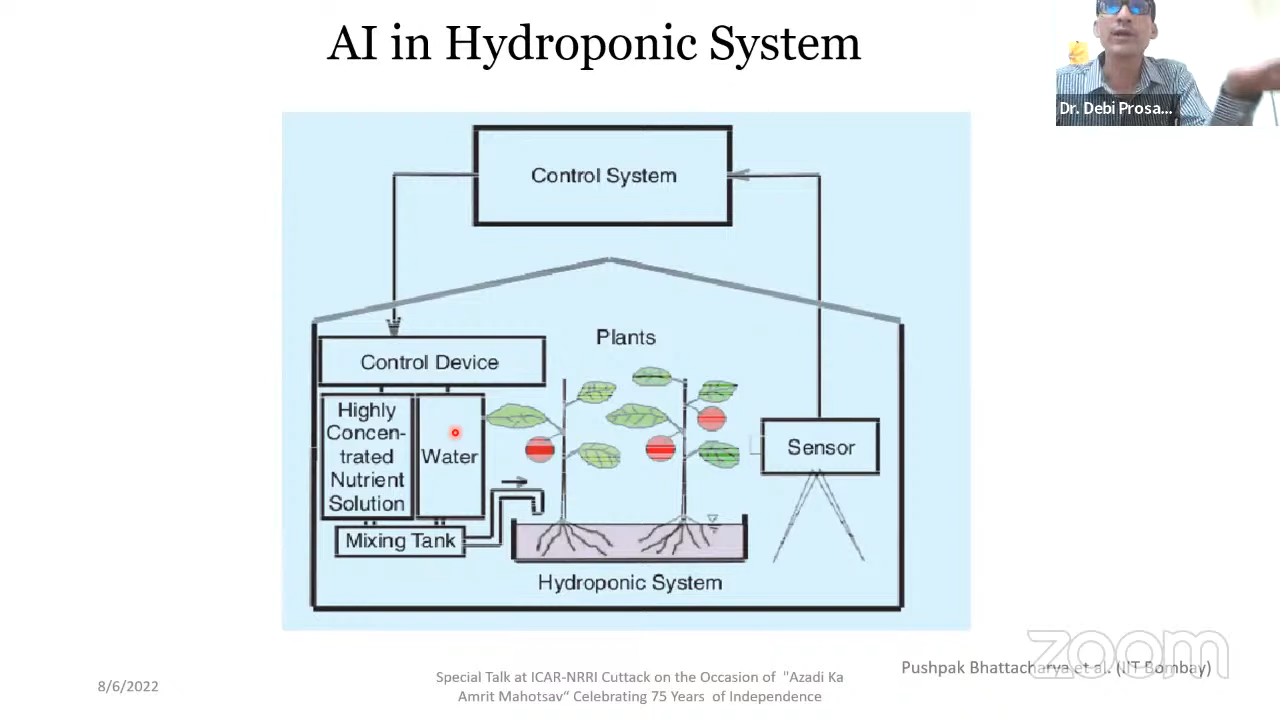 AI in Hydroponic System
Dr. Debi Prosa...
Control System
Plants
Control Device
Highly
Concen-
trated
Nutrient
Solution
Water
Sensor
Mixing Tank
Hydroponic System
zoom
Pushpak Bhattacharya et al. (IIT Bombay)
8/6/2022
Special Talk at ICAR-NRRI Cuttack on the Occasion of "Azadi Ka
Amrit Mahotsav“ Celebrating 75 Years of Independence